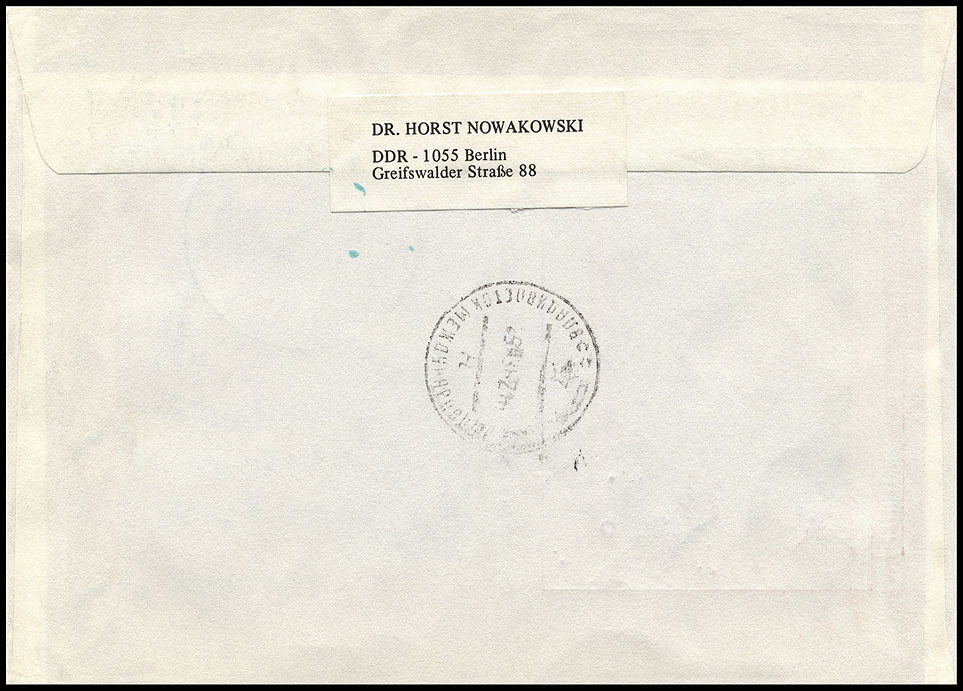 DR. HORST NOWAKOWSKI
DDR - 1055 Berlin
Greifswalder Straße 88